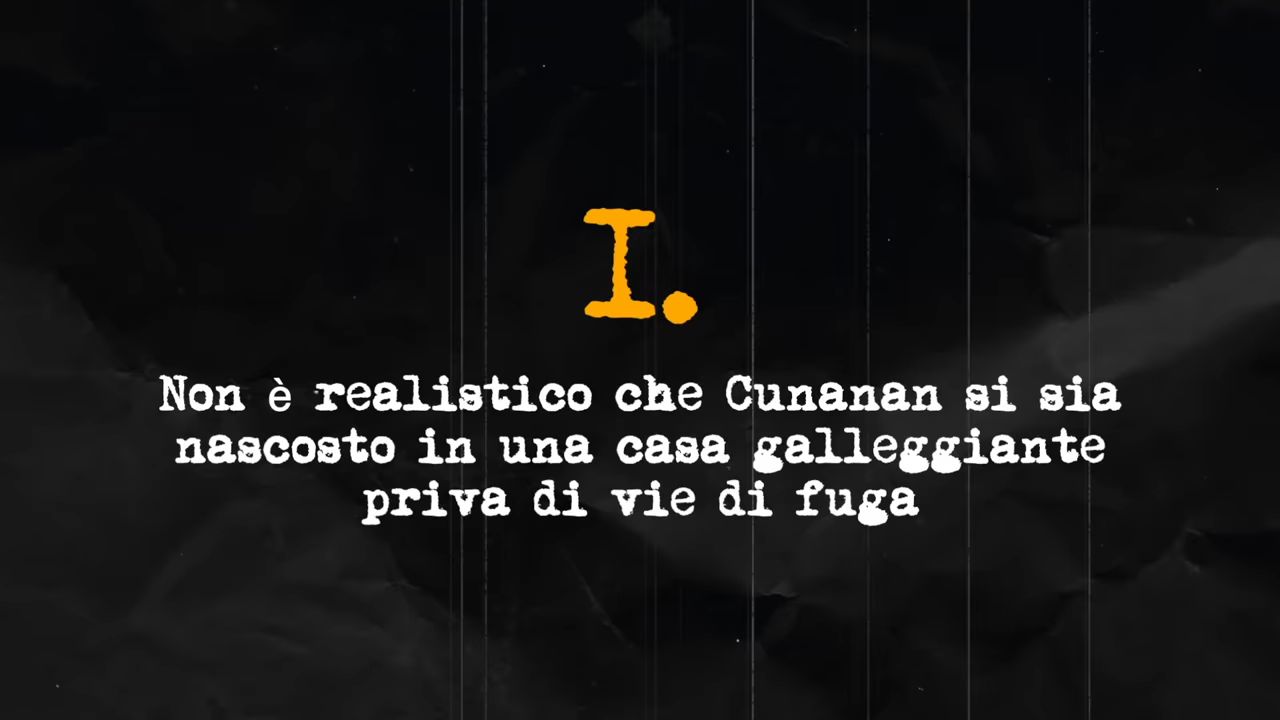 I.
Non è realistico che Cunanan si sia
nascosto in una casa galleggiante
priva di vie di fuga